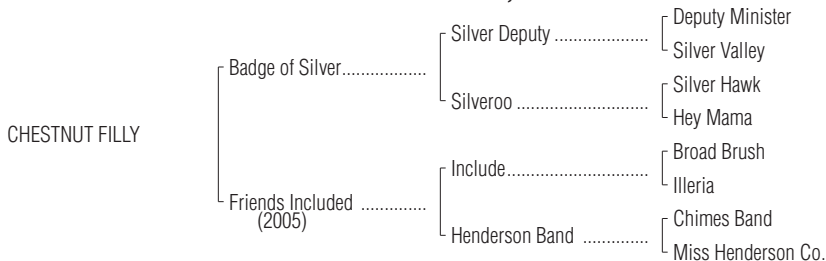 Deputy Minister
Silver Deputy ....................
Silver Valley
Badge of Silver..................
Silver Hawk
Silveroo ............................
Hey Mama
CHESTNUT FILLY
Broad Brush
Include..............................
Illeria
Friends Included ..............
(2005)
Chimes Band
Henderson Band ..............
Miss Henderson Co.